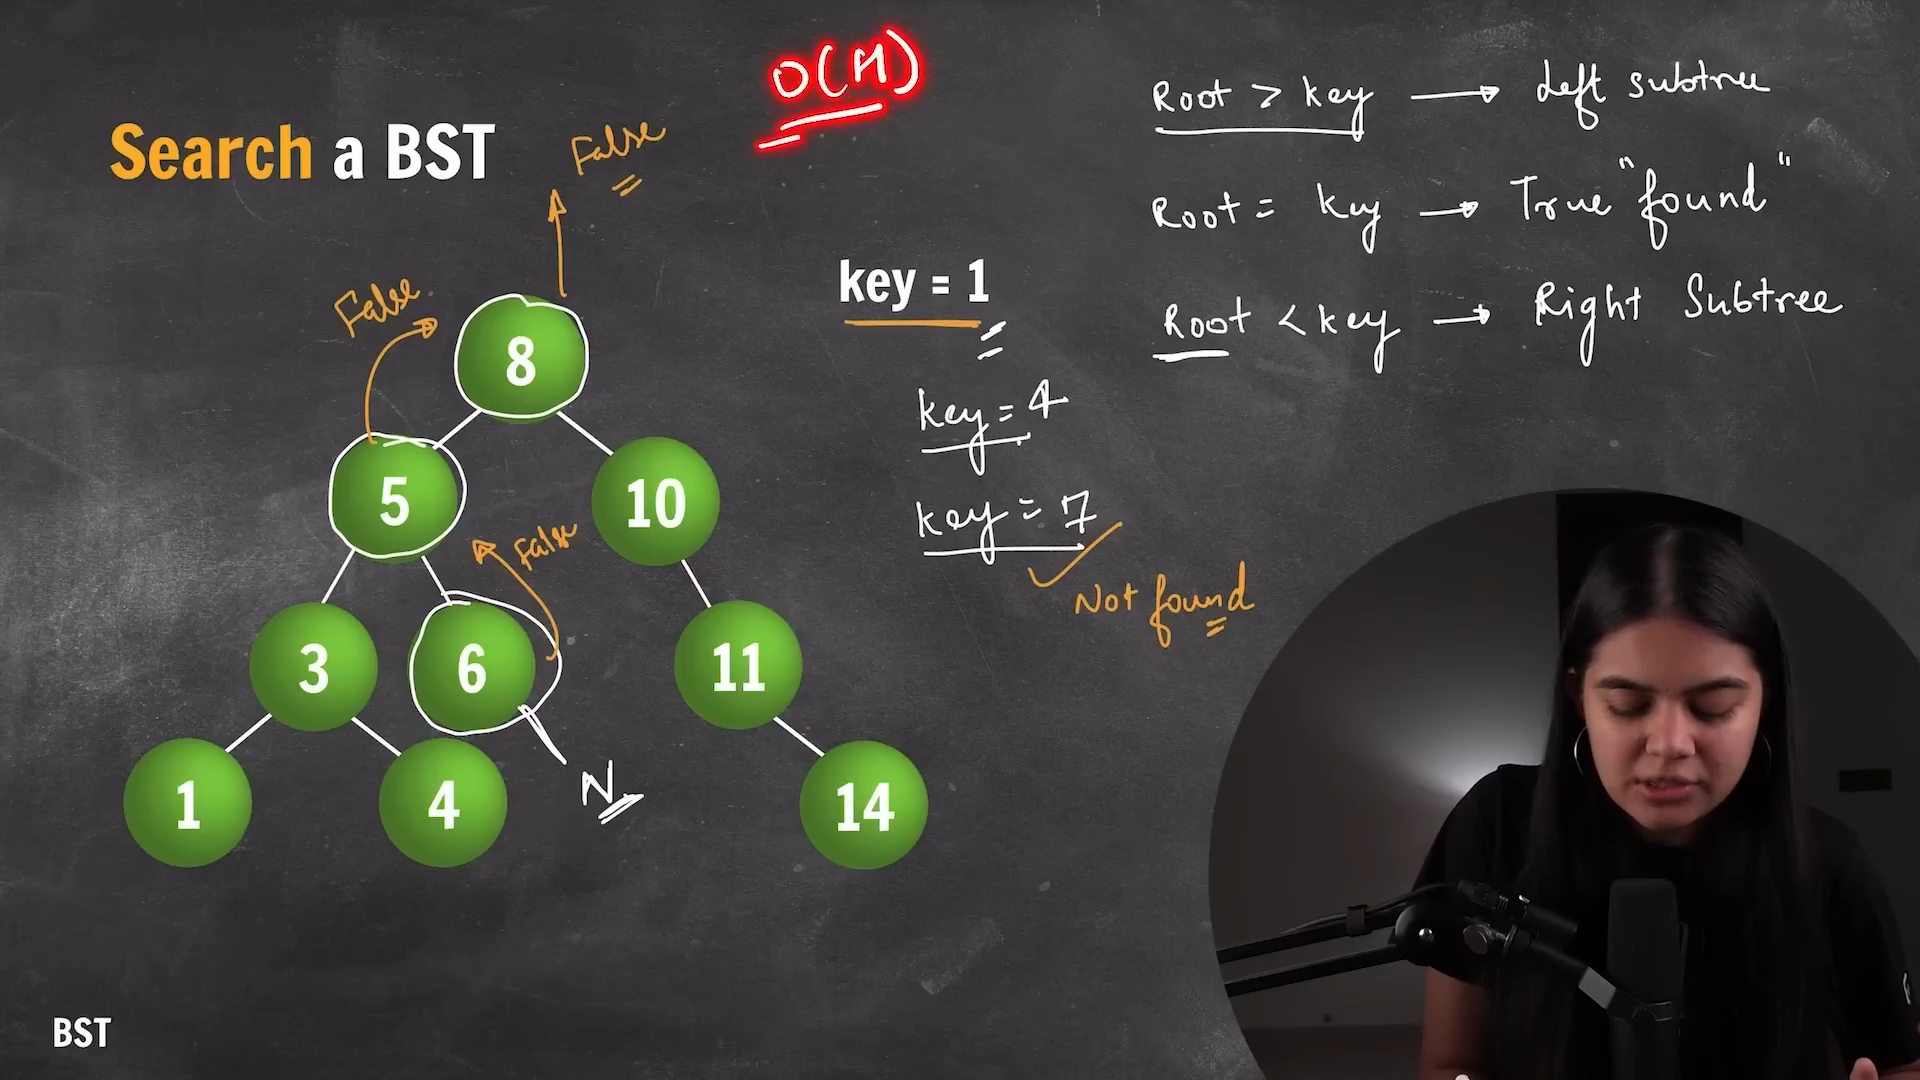 O(H)
Root > key → Left subtree
Search a BST
False
Root = key → True "found"
key = 1
False
Root < key → Right Subtree
8
key = 4
5
10
key = 7
False
Not found
3
6
11
N
1
4
14
BST